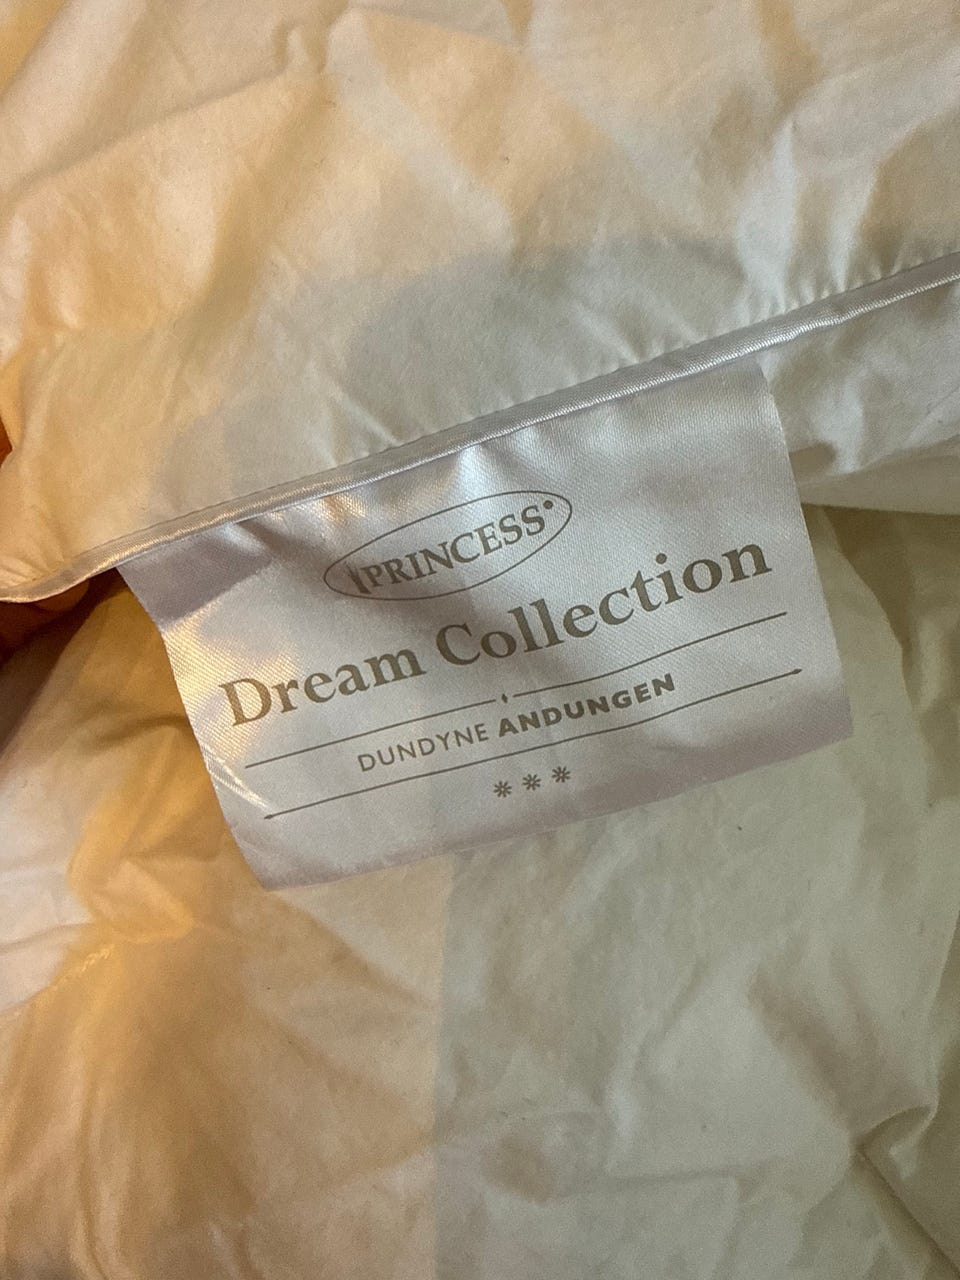 PRINCESS®
Dream Collection
DUNDYNE ANDUNGEN
***